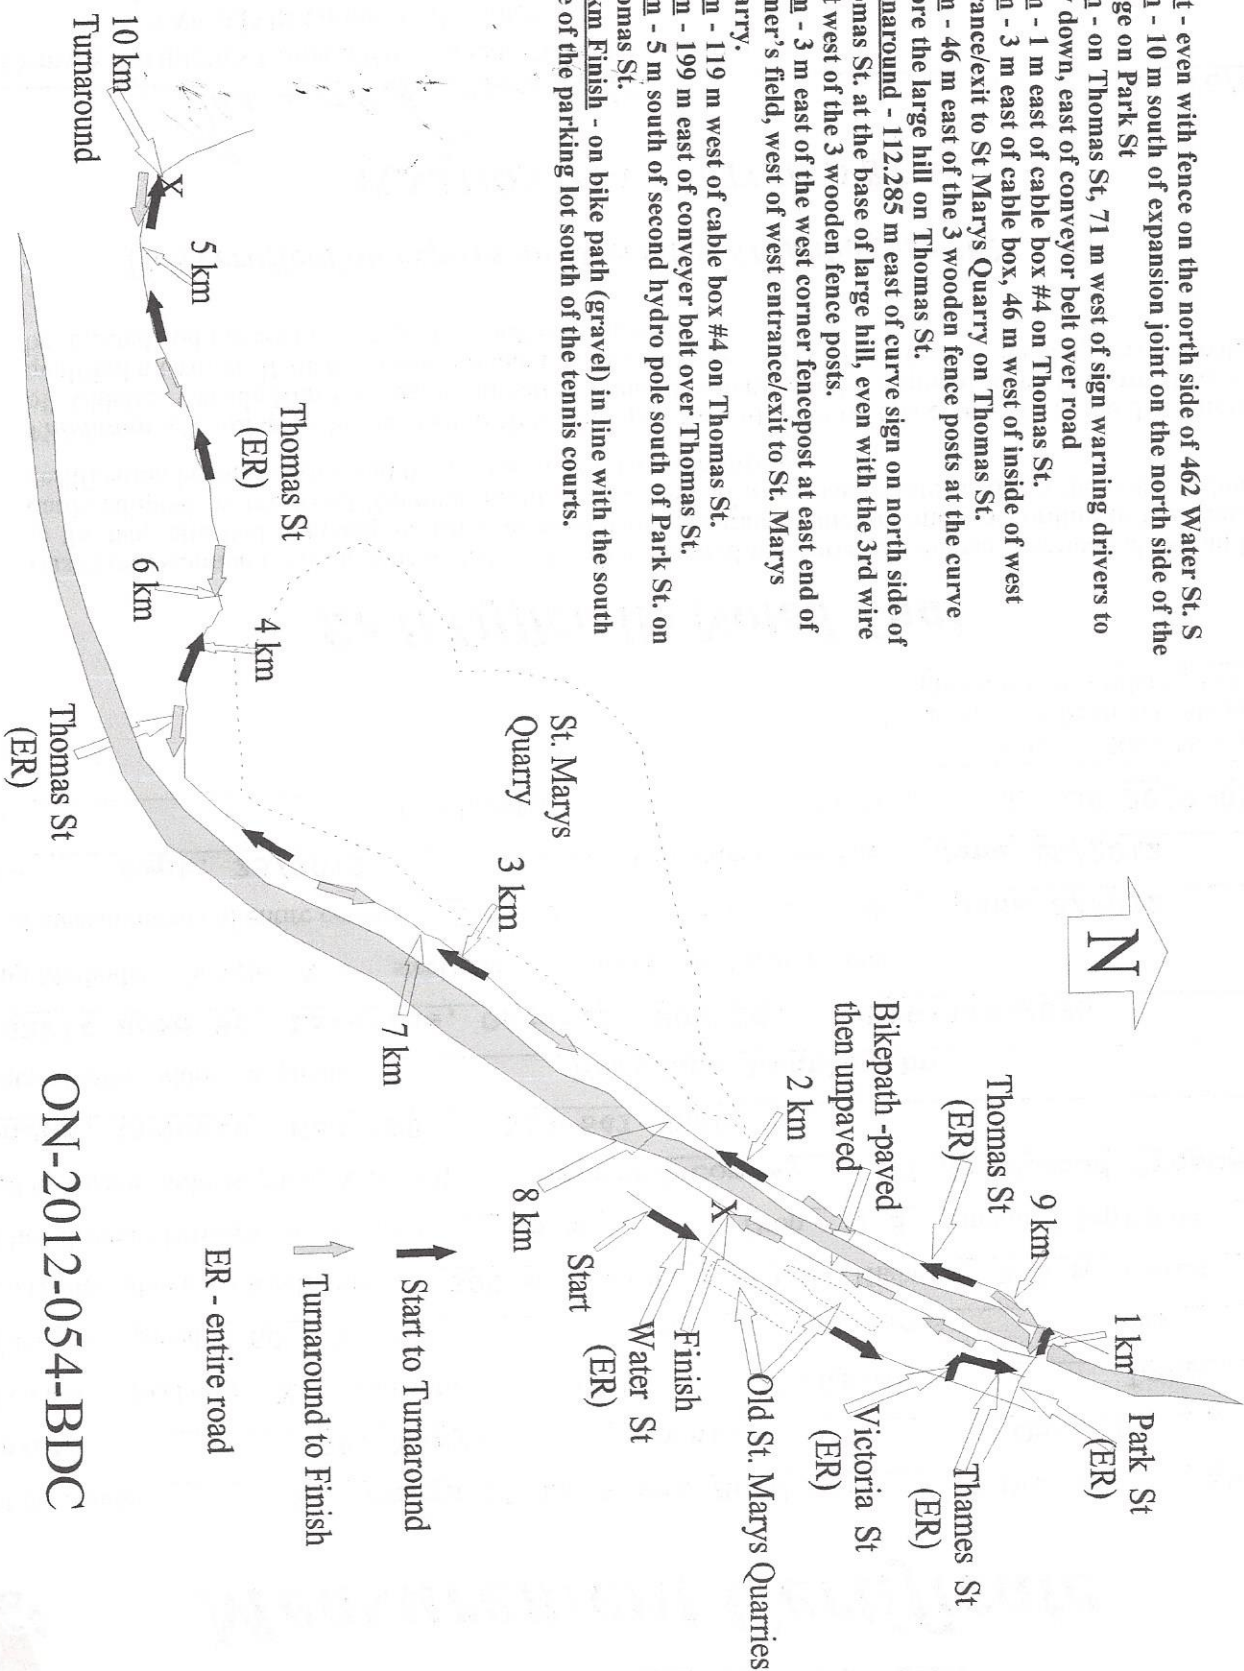 t - even with fence on the north side of 462 Water St. S
m - 10 m south of expansion joint on the north side of the
ge on Park St
m - on Thomas St, 71 m west of sign warning drivers to
down, east of conveyor belt over road
m - 1 m east of cable box #4 on Thomas St.
m - 3 m east of cable box, 46 m west of inside of west
rance/exit to St Marys Quarry on Thomas St.
m - 46 m east of the 3 wooden fence posts at the curve
ore the large hill on Thomas St.
naround - 112.285 m east of curve sign on north side of
omas St. at the base of large hill, even with the 3rd wire
t west of the 3 wooden fence posts.
m - 3 m east of the west corner fencepost at east end of
mer's field, west of west entrance/exit to St. Marys
arry.
m - 119 m west of cable box #4 on Thomas St.
m - 199 m east of conveyer belt over Thomas St.
m - 5 m south of second hydro pole south of Park St. on
omas St.
km Finish - on bike path (gravel) in line with the south
e of the parking lot south of the tennis courts.
N
1 km
Park St
(ER)
9 km
Thomas St
(ER)
Thames St
(ER)
Bikepath -paved
then unpaved
Victoria St
(ER)
2 km
Old St. Marys Quarries
Finish
Water St
(ER)
Start
8 km
St. Marys
Quarry
3 km
7 km
Thomas St
(ER)
4 km
6 km
Thomas St
(ER)
5 km
X
X
10 km
Turnaround
Start to Turnaround
Turnaround to Finish
ER - entire road
ON-2012-054-BDC